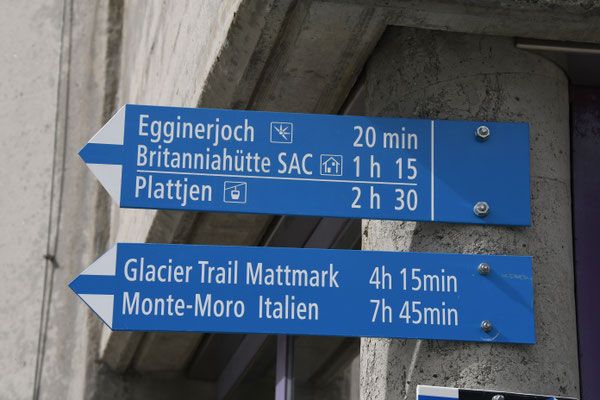 Egginerjoch 20 min
Britanniahütte SAC 1 h 15
Plattjen 2 h 30
Glacier Trail Mattmark 4h 15min
Monte-Moro Italien 7h 45min